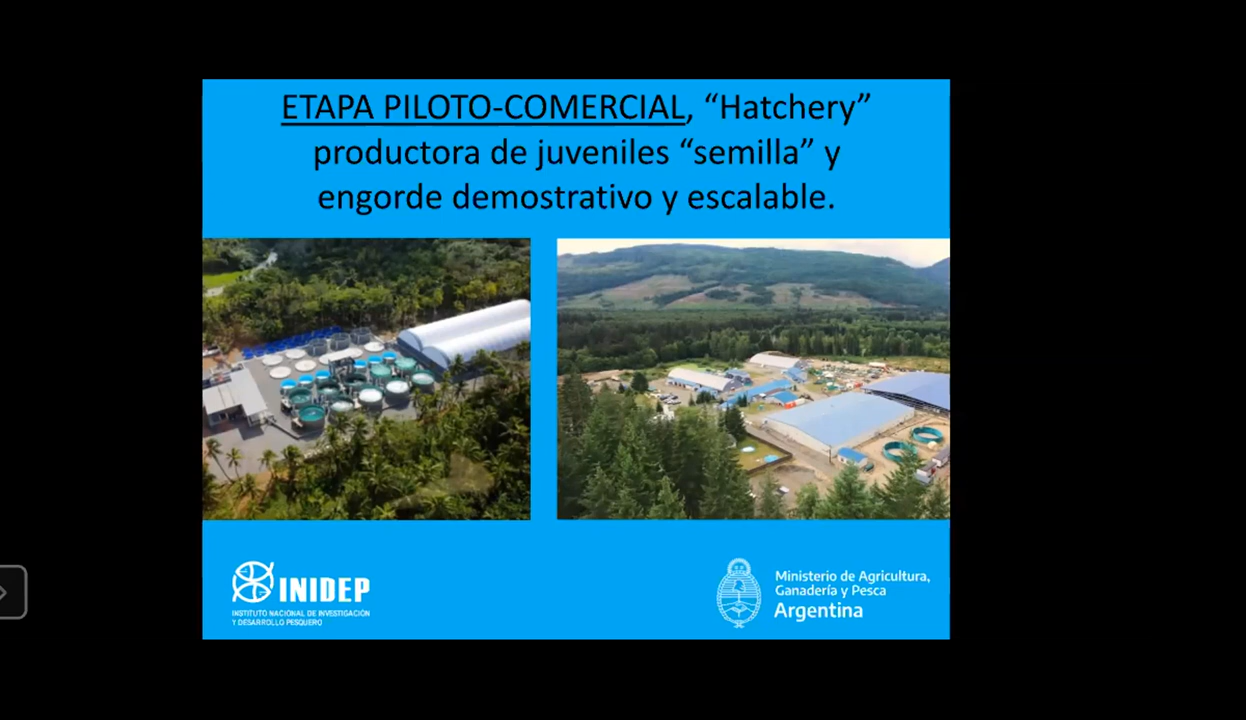 ETAPA PILOTO-COMERCIAL, “Hatchery”
productora de juveniles “semilla” y
engorde demostrativo y escalable.
INIDEP
INSTITUTO NACIONAL DE INVESTIGACIÓN
Y DESARROLLO PESQUERO
Ministerio de Agricultura,
Ganadería y Pesca
Argentina